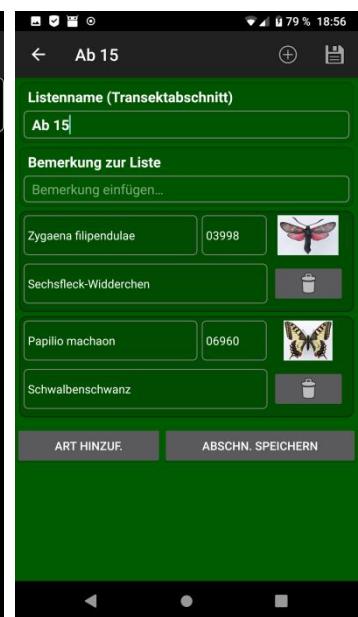 79 % 18:56
Ab 15
Listenname (Transektabschnitt)
Ab 15
Bemerkung zur Liste
Bemerkung einfügen...
Zygaena filipendulae 03998
Sechsfleck-Widderchen
Papilio machaon 06960
Schwalbenschwanz
ART HINZUF. ABSCHN. SPEICHERN